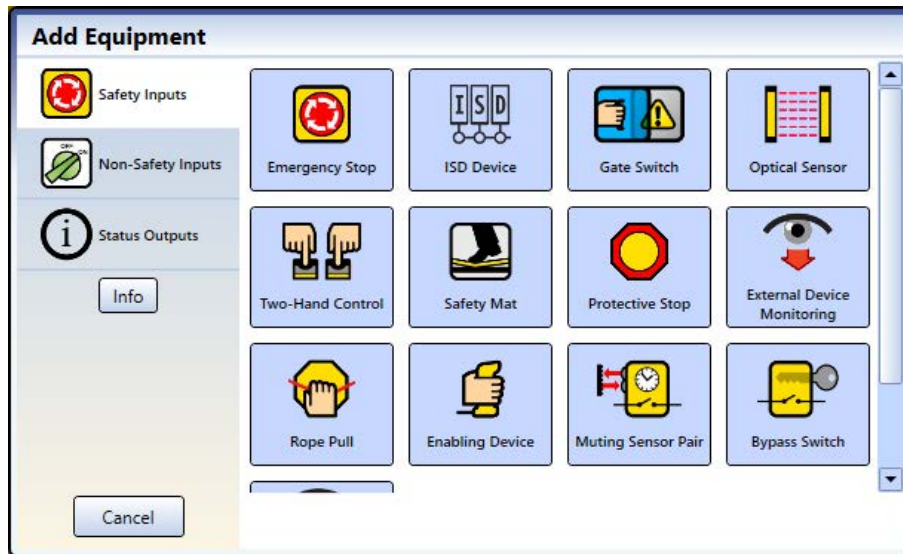 Add Equipment
Safety Inputs
OFF
ON
Non-Safety Inputs
i
Status Outputs
Info
Cancel
Emergency Stop
ISD
ISD Device
Gate Switch
Optical Sensor
Two-Hand Control
Safety Mat
Protective Stop
External Device
Monitoring
Rope Pull
Enabling Device
Muting Sensor Pair
Bypass Switch